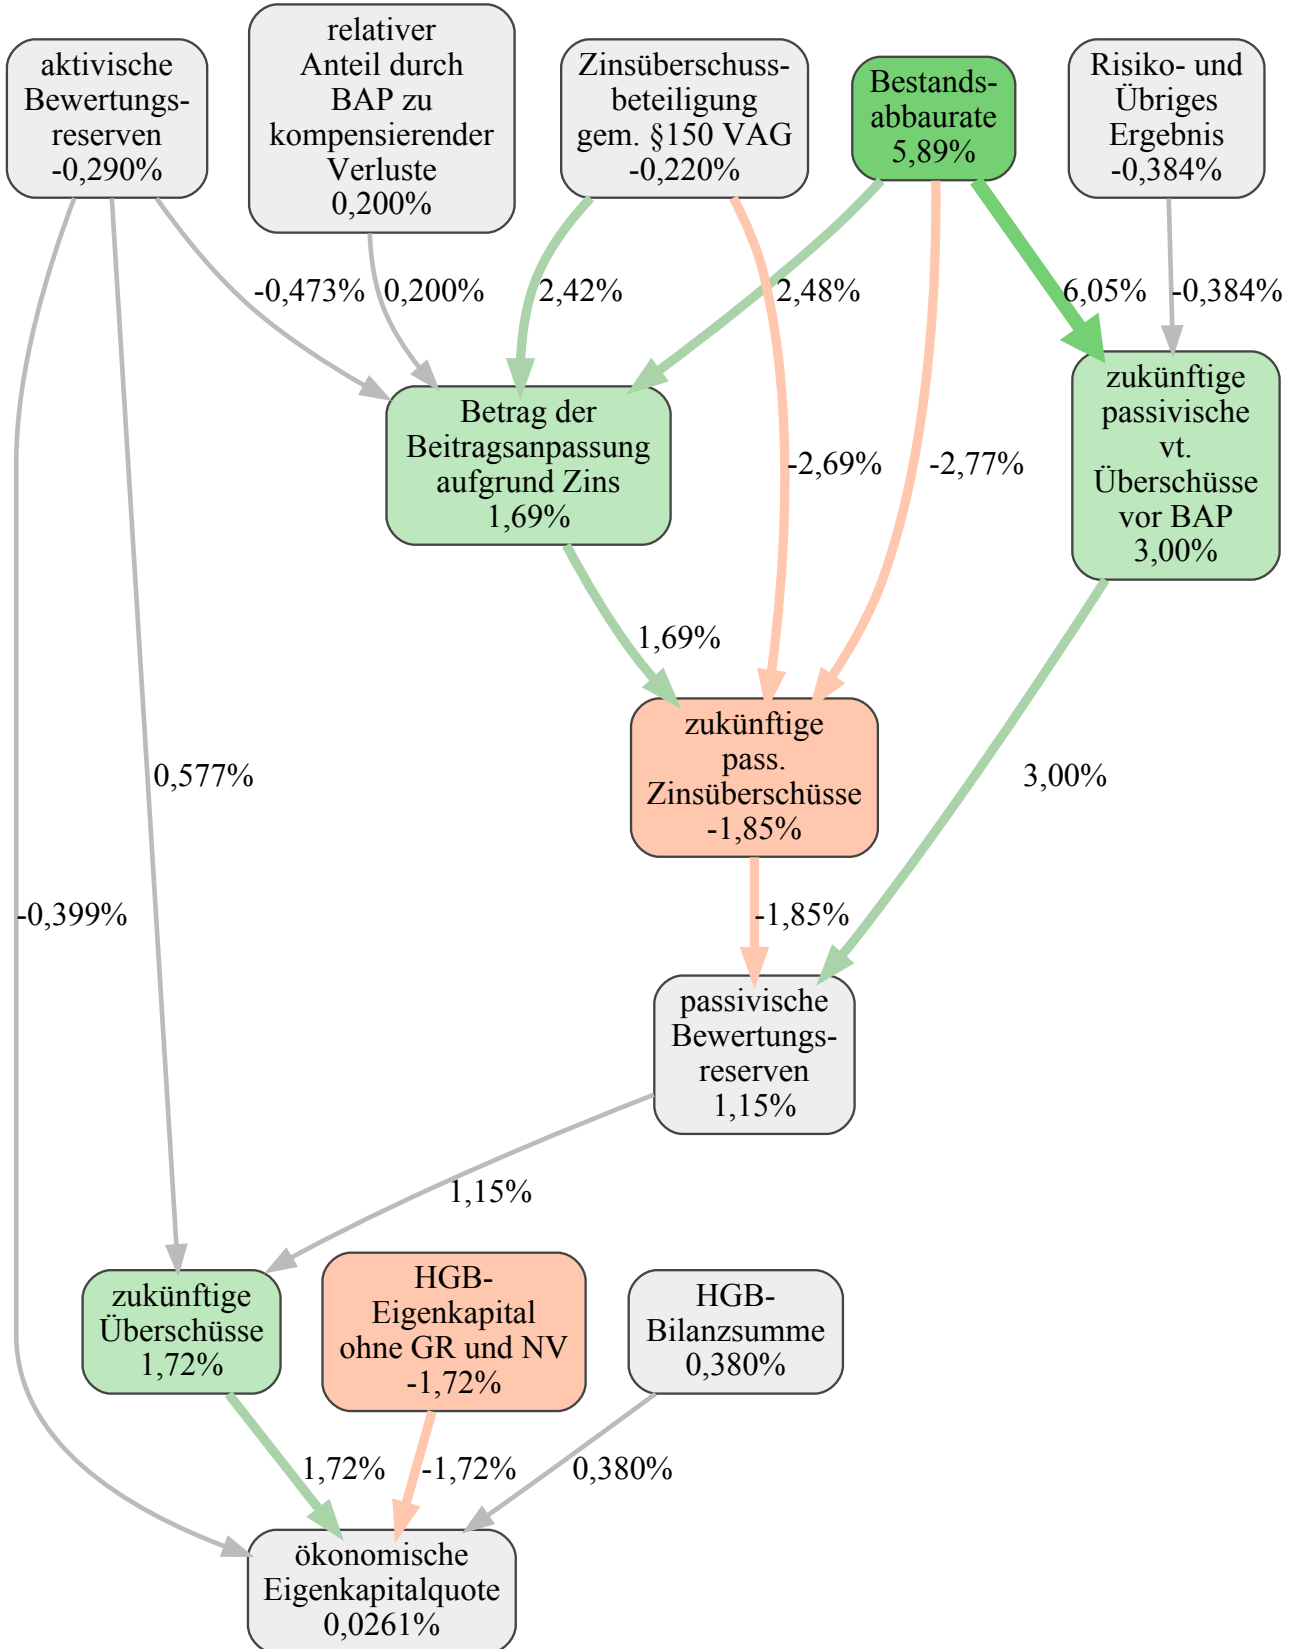 aktivische
Bewertungs-
reserven
-0,290%
relativer
Anteil durch
BAP zu
kompensierender
Verluste
0,200%
Zinsüberschuss-
beteiligung
gem. §150 VAG
-0,220%
Bestands-
abbaurate
5,89%
Risiko- und
Übriges
Ergebnis
-0,384%
-0,473%
0,200%
2,42%
2,48%
6,05%
-0,384%
Betrag der
Beitragsanpassung
aufgrund Zins
1,69%
-2,69%
-2,77%
zukünftige
passivische
vt.
Überschüsse
vor BAP
3,00%
1,69%
zukünftige
pass.
Zinsüberschüsse
-1,85%
0,577%
3,00%
-0,399%
-1,85%
passivische
Bewertungs-
reserven
1,15%
1,15%
zukünftige
Überschüsse
1,72%
HGB-
Eigenkapital
ohne GR und NV
-1,72%
HGB-
Bilanzsumme
0,380%
1,72%
-1,72%
0,380%
ökonomische
Eigenkapitalquote
0,0261%